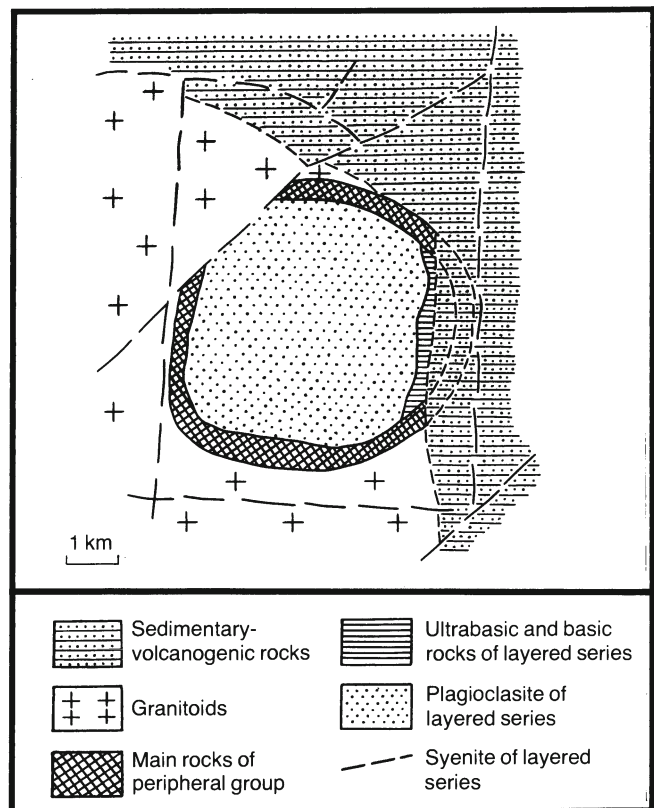 1 km
Sedimentary-
volcanogenic rocks
Granitoids
Main rocks of
peripheral group
Ultrabasic and basic
rocks of layered series
Plagioclasite of
layered series
Syenite of layered
series